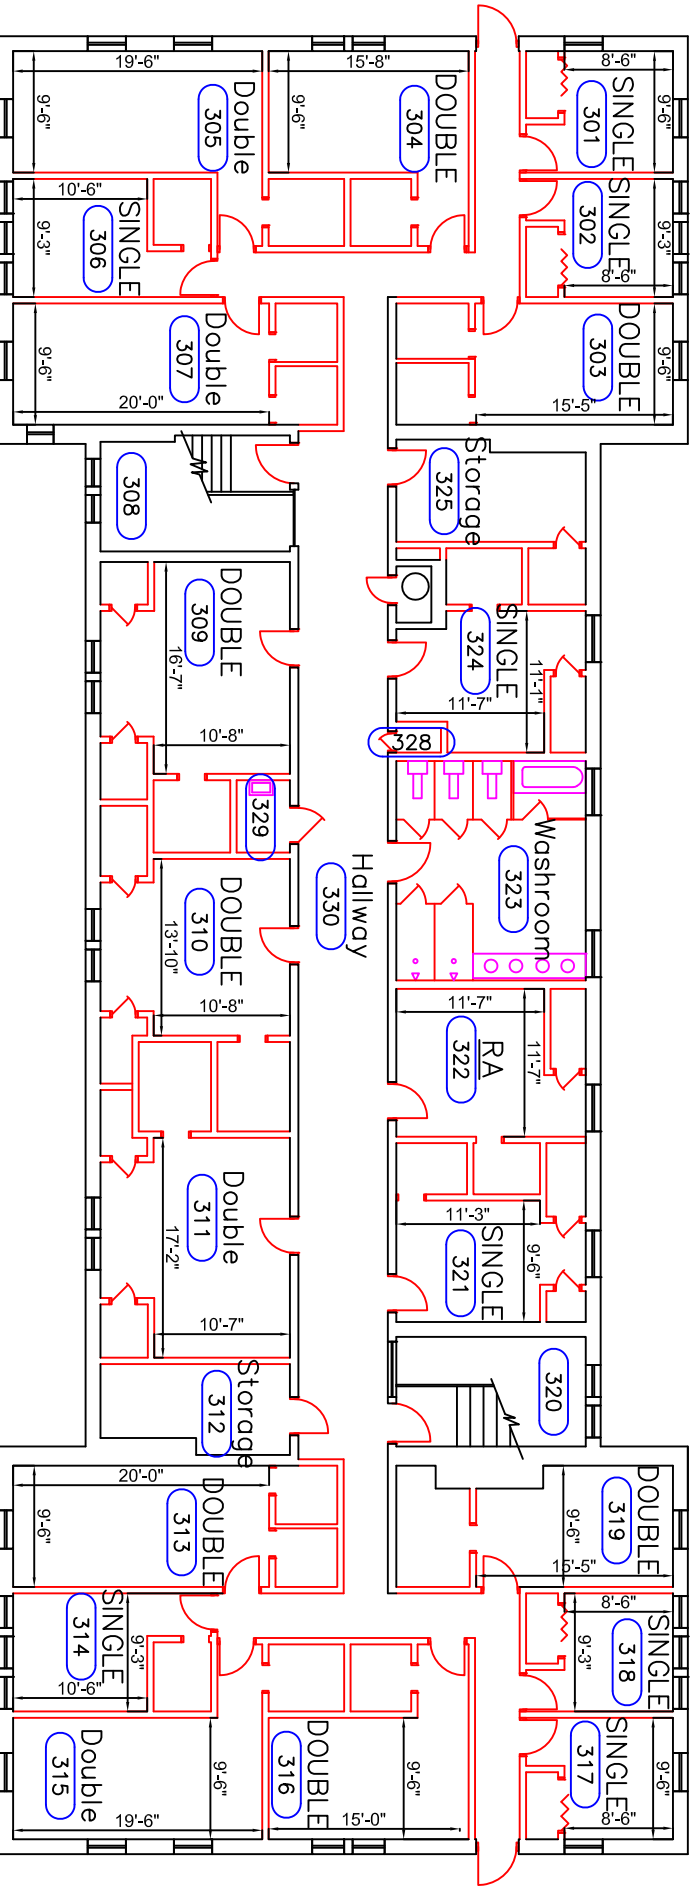 19'-6"
9'-6"
Double
305
15'-8"
9'-6"
DOUBLE
304
8'-6"
9'-6"
SINGLE
301
10'-6"
9'-3"
SINGLE
306
SINGLE
302
9'-3"
8'-6"
9'-6"
Double
307
20'-0"
DOUBLE
303
9'-6"
15'-5"
308
Storage
325
DOUBLE
309
16'-7"
10'-8"
SINGLE
324
11'-1"
11'-7"
328
329
Washroom
323
Hallway
330
DOUBLE
310
13'-10"
10'-8"
11'-7"
RA
322
11'-7"
Double
311
17'-2"
10'-7"
11'-3"
SINGLE
321
9'-6"
Storage
312
320
20'-0"
9'-6"
DOUBLE
313
DOUBLE
319
9'-6"
15'-5"
SINGLE
314
9'-3"
10'-6"
8'-6"
SINGLE
318
9'-3"
Double
315
9'-6"
19'-6"
DOUBLE
316
9'-6"
15'-0"
SINGLE
317
9'-6"
8'-6"